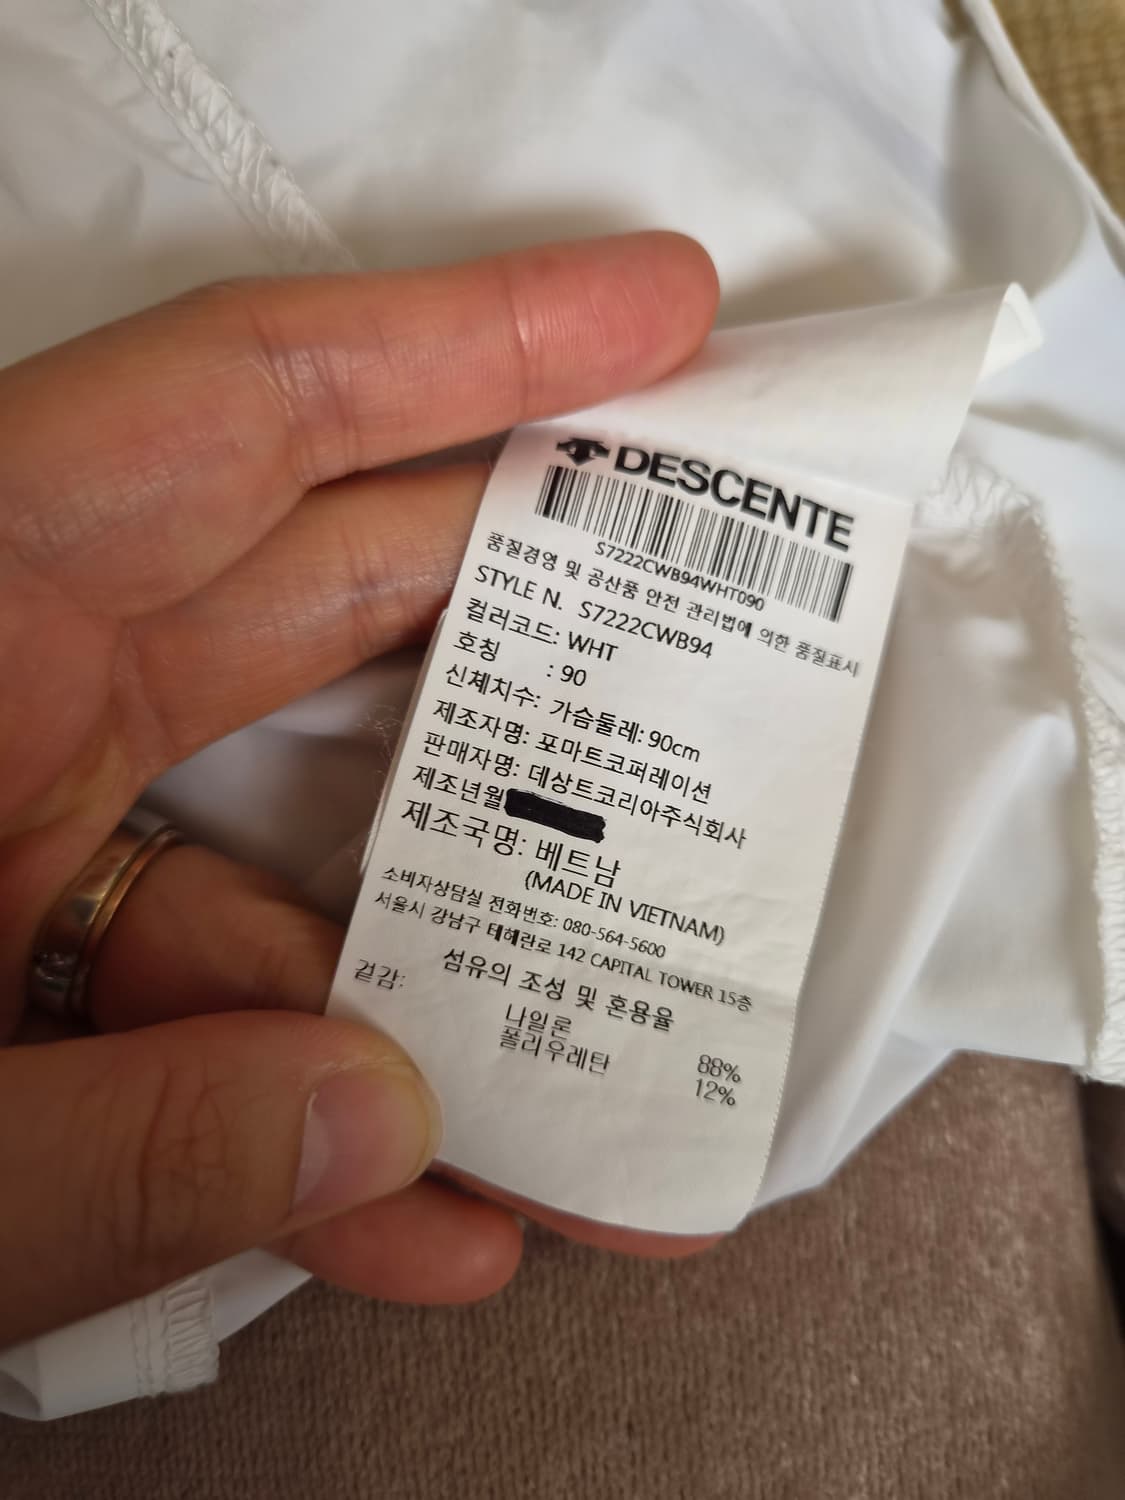 DESCENTE
S7222CWB94WHT090
품질경영 및 공산품 안전 관리법에 의한 품질표시
STYLE N. S7222CWB94
컬러코드: WHT
호칭 : 90
신체치수: 가슴둘레: 90cm
제조자명: 포마트코퍼레이션
판매자명: 데상트코리아주식회사
제조년월
제조국명: 베트남
(MADE IN VIETNAM)
소비자상담실 전화번호: 080-564-5600
서울시 강남구 테헤란로 142 CAPITAL TOWER 15층
섬유의 조성 및 혼용율
겉감:
나일론 88%
폴리우레탄 12%